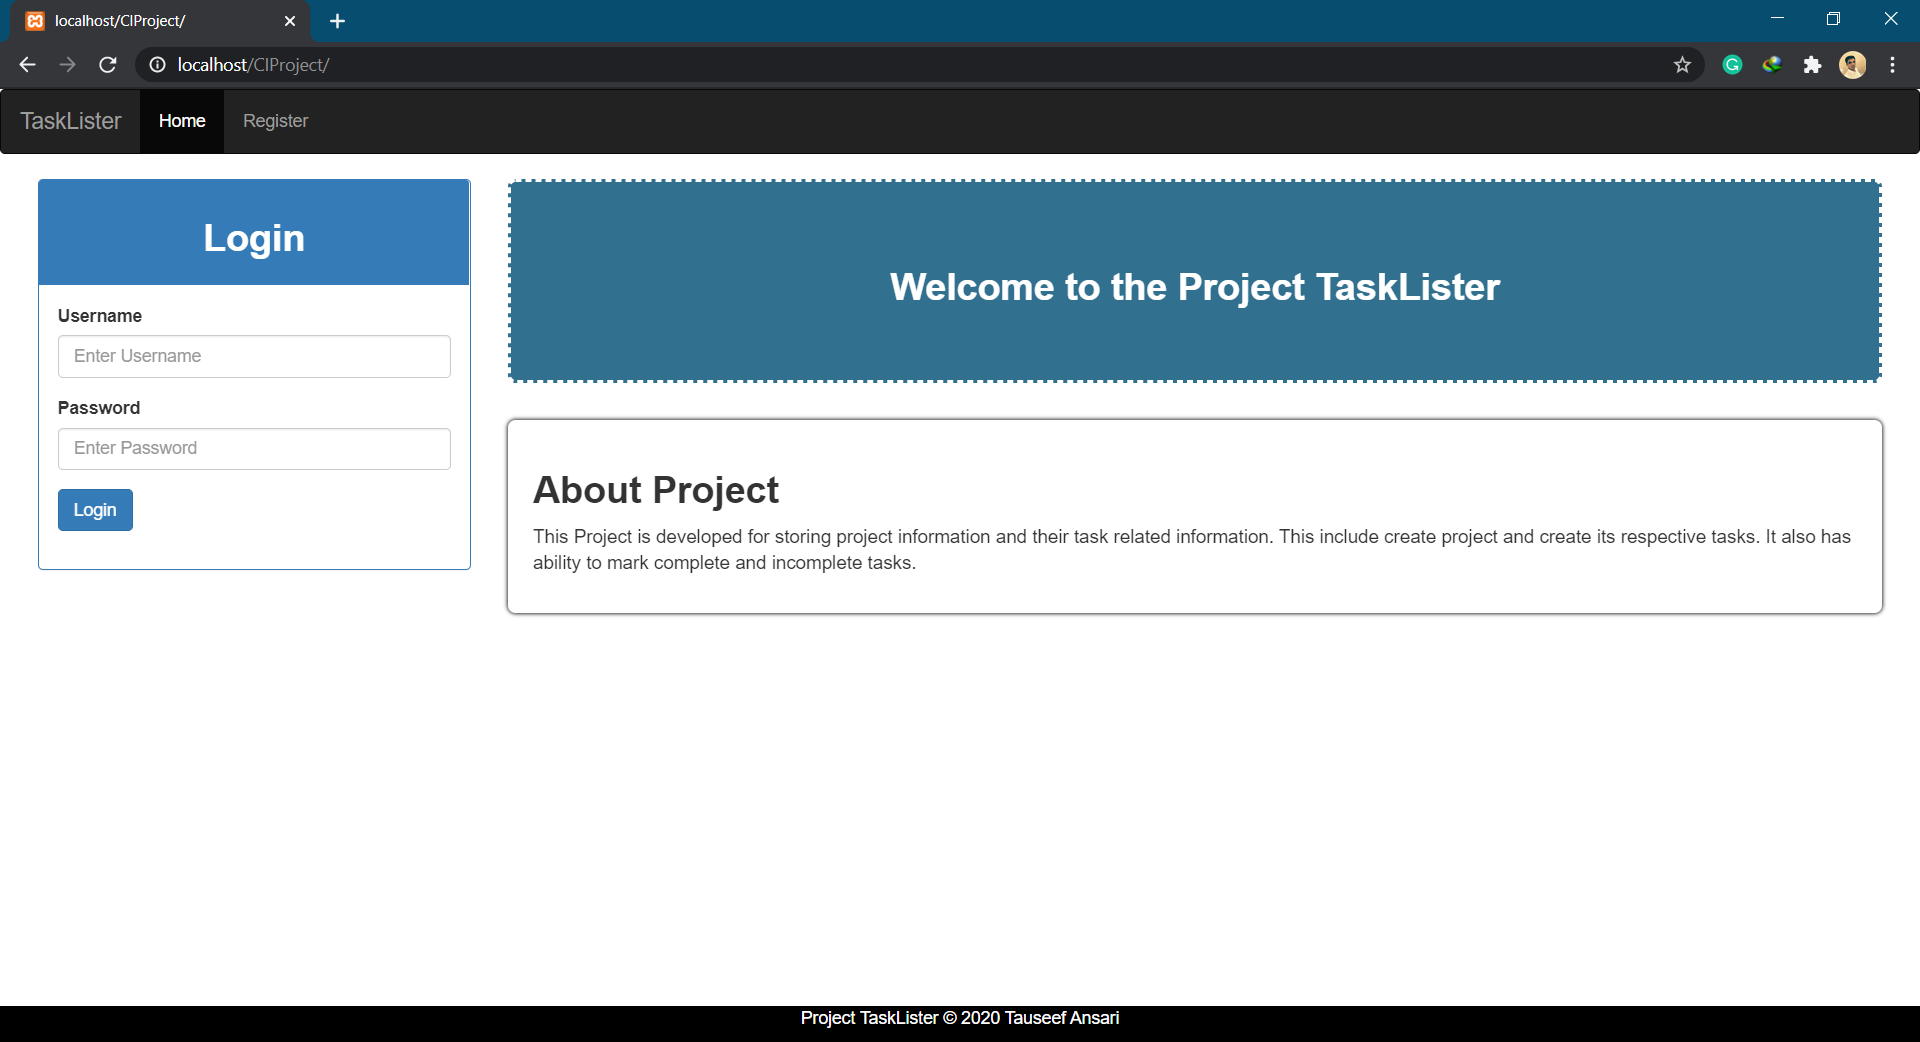 localhost/CIProject/
localhost/CIProject/
TaskLister
Home
Register
Login
Username
Enter Username
Password
Enter Password
Login
Welcome to the Project TaskLister
About Project
This Project is developed for storing project information and their task related information. This include create project and create its respective tasks. It also has
ability to mark complete and incomplete tasks.
Project TaskLister © 2020 Tauseef Ansari